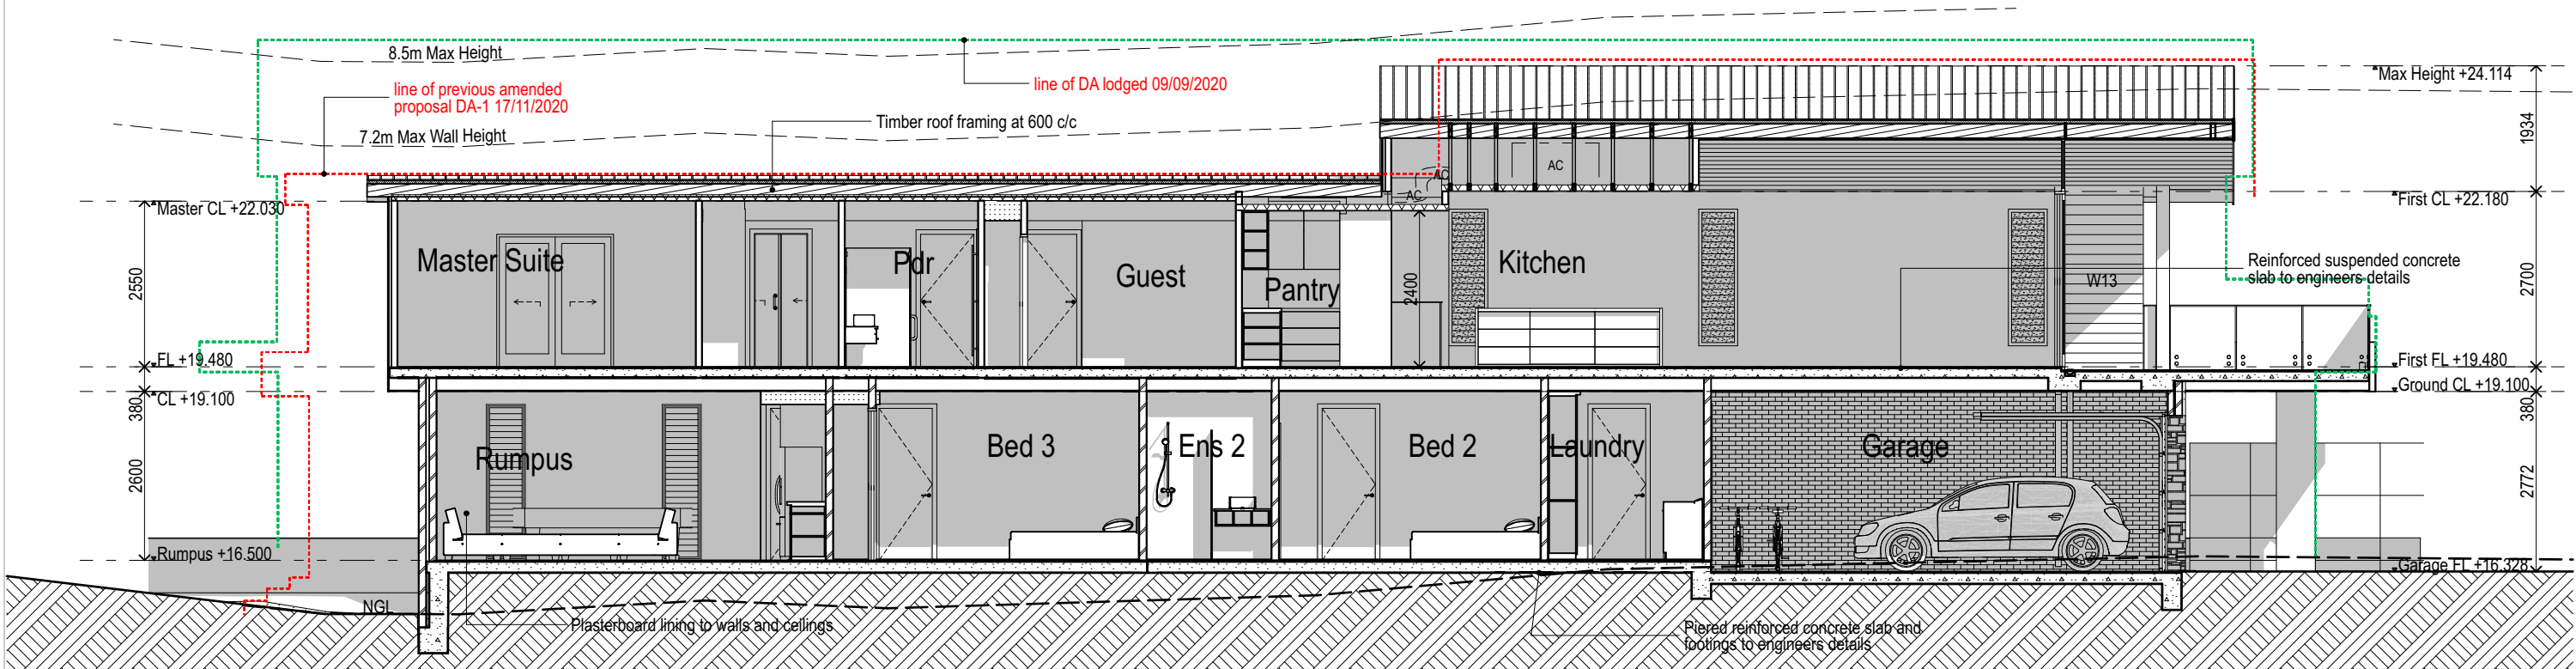 8.5m Max Height
line of previous amended
proposal DA-1 17/11/2020
line of DA lodged 09/09/2020
Max Height +24.114
7.2m Max Wall Height
Timber roof framing at 600 c/c
1934
AC
AC
AC
Master CL +22.030
First CL +22.180
Master Suite
Pdr
Guest
Pantry
2400
Kitchen
W13
Reinforced suspended concrete
slab to engineers details
2550
2700
FL +19.480
First FL +19.480
380
CL +19.100
Ground CL +19.100
380
Rumpus
Bed 3
Ens 2
Bed 2
Laundry
Garage
2600
2772
Rumpus +16.500
Garage FL +16.328
NGL
Plasterboard lining to walls and ceilings
Piered reinforced concrete slab and
footings to engineers details